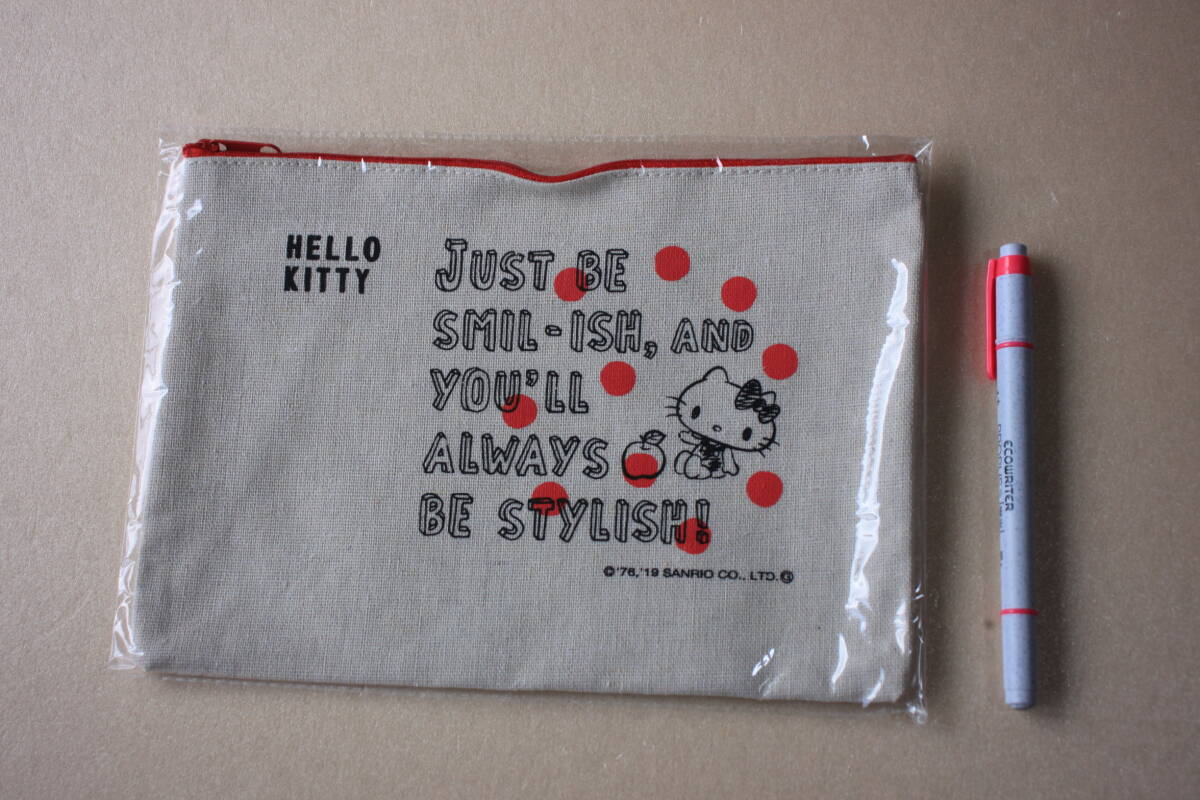 HELLO
KITTY
JUST BE
SMIL-ISH, AND
YOU'LL
ALWAYS
BE STYLISH!
©'76,'19 SANRIO CO., LTD. Ⓖ
ECOWRITER